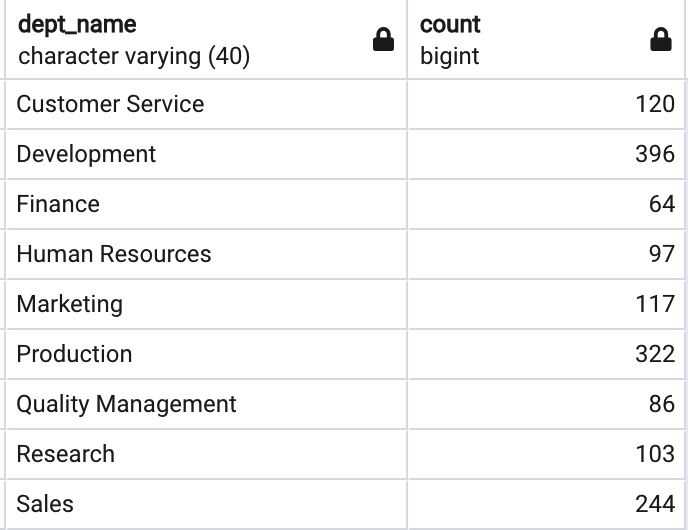 dept_name count
character varying (40) bigint
Customer Service 120
Development 396
Finance 64
Human Resources 97
Marketing 117
Production 322
Quality Management 86
Research 103
Sales 244